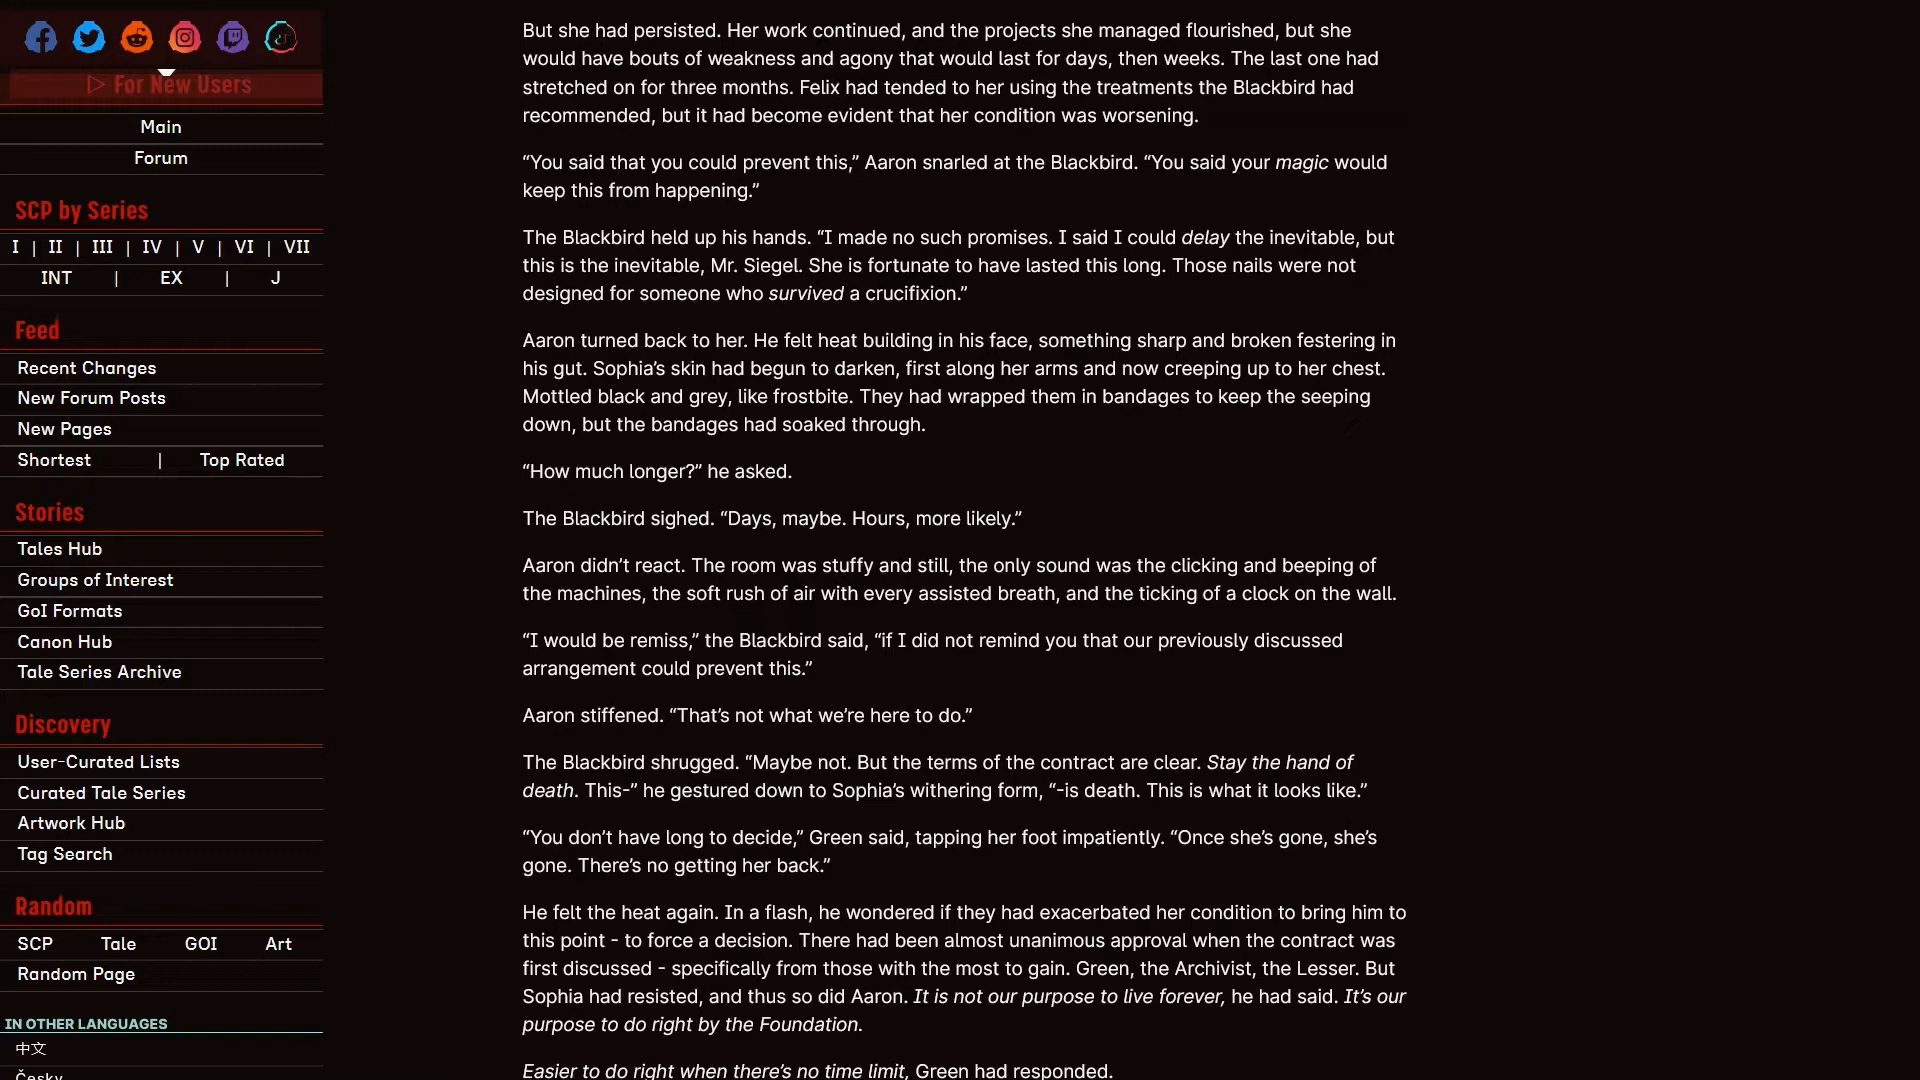 ▷ For New Users
Main
Forum
SCP by Series
I | II | III | IV | V | VI | VII
INT | EX | J
Feed
Recent Changes
New Forum Posts
New Pages
Shortest | Top Rated
Stories
Tales Hub
Groups of Interest
GoI Formats
Canon Hub
Tale Series Archive
Discovery
User-Curated Lists
Curated Tale Series
Artwork Hub
Tag Search
Random
SCP Tale GOI Art
Random Page
IN OTHER LANGUAGES
中文
Česky
But she had persisted. Her work continued, and the projects she managed flourished, but she
would have bouts of weakness and agony that would last for days, then weeks. The last one had
stretched on for three months. Felix had tended to her using the treatments the Blackbird had
recommended, but it had become evident that her condition was worsening.
“You said that you could prevent this,” Aaron snarled at the Blackbird. “You said your magic would
keep this from happening.”
The Blackbird held up his hands. “I made no such promises. I said I could delay the inevitable, but
this is the inevitable, Mr. Siegel. She is fortunate to have lasted this long. Those nails were not
designed for someone who survived a crucifixion.”
Aaron turned back to her. He felt heat building in his face, something sharp and broken festering in
his gut. Sophia’s skin had begun to darken, first along her arms and now creeping up to her chest.
Mottled black and grey, like frostbite. They had wrapped them in bandages to keep the seeping
down, but the bandages had soaked through.
“How much longer?” he asked.
The Blackbird sighed. “Days, maybe. Hours, more likely.”
Aaron didn’t react. The room was stuffy and still, the only sound was the clicking and beeping of
the machines, the soft rush of air with every assisted breath, and the ticking of a clock on the wall.
“I would be remiss,” the Blackbird said, “if I did not remind you that our previously discussed
arrangement could prevent this.”
Aaron stiffened. “That’s not what we’re here to do.”
The Blackbird shrugged. “Maybe not. But the terms of the contract are clear. Stay the hand of
death. This-” he gestured down to Sophia’s withering form, “-is death. This is what it looks like.”
“You don’t have long to decide,” Green said, tapping her foot impatiently. “Once she’s gone, she’s
gone. There’s no getting her back.”
He felt the heat again. In a flash, he wondered if they had exacerbated her condition to bring him to
this point - to force a decision. There had been almost unanimous approval when the contract was
first discussed - specifically from those with the most to gain. Green, the Archivist, the Lesser. But
Sophia had resisted, and thus so did Aaron. It is not our purpose to live forever, he had said. It’s our
purpose to do right by the Foundation.
Easier to do right when there’s no time limit, Green had responded.